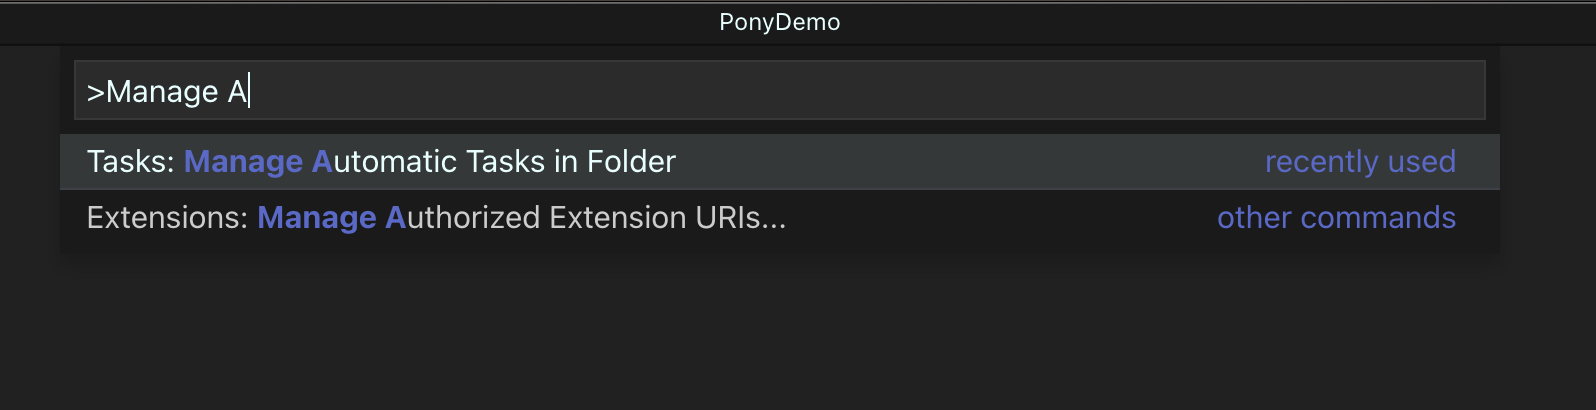 PonyDemo
>Manage A
Tasks: Manage Automatic Tasks in Folder recently used
Extensions: Manage Authorized Extension URIs... other commands